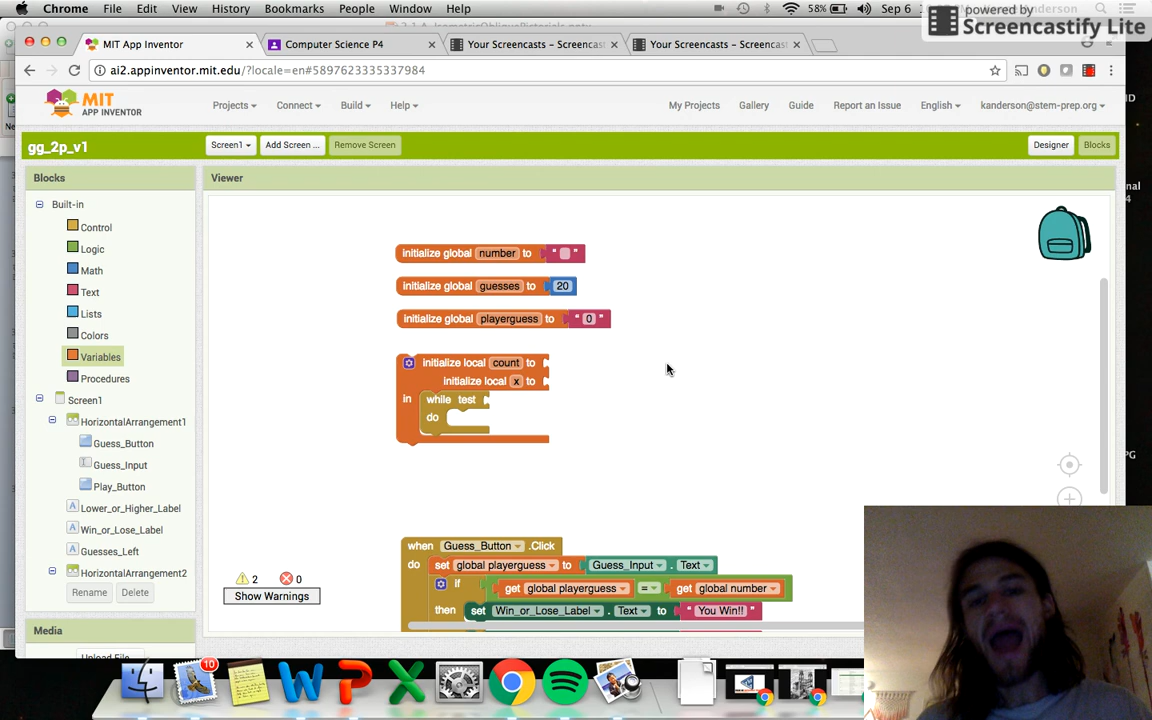 Chrome File Edit View History Bookmarks People Window Help 58% Sep 6
powered by
Screencastify Lite
MIT App Inventor
Computer Science P4
Your Screencasts – Screencast
Your Screencasts – Screencast
ai2.appinventor.mit.edu/?locale=en#5897623335337984
MIT
APP INVENTOR
Projects Connect Build Help My Projects Gallery Guide Report an Issue English kanderson@stem-prep.org
gg_2p_v1 Screen1 Add Screen ... Remove Screen Designer Blocks
Blocks
Viewer
Built-in
Control
Logic
Math
Text
Lists
Colors
Variables
Procedures
Screen1
HorizontalArrangement1
Guess_Button
Guess_Input
Play_Button
Lower_or_Higher_Label
Win_or_Lose_Label
Guesses_Left
HorizontalArrangement2
Rename Delete
Media
Upload File
initialize global number to " "
initialize global guesses to 20
initialize global playerguess to " 0 "
initialize local count to
initialize local x to
in while test
do
when Guess_Button .Click
do set global playerguess to Guess_Input . Text
if get global playerguess = get global number
then set Win_or_Lose_Label . Text to " You Win!! "
2 0
Show Warnings
10